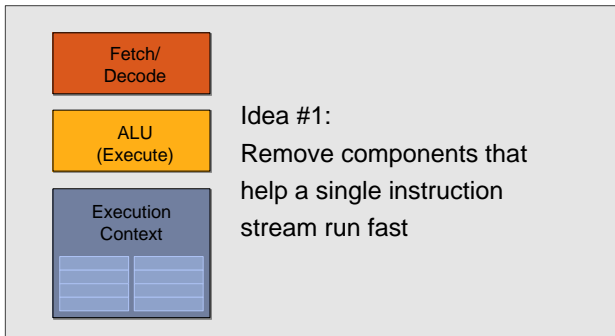 Fetch/
Decode
ALU
(Execute)
Execution
Context
Idea #1:
Remove components that
help a single instruction
stream run fast